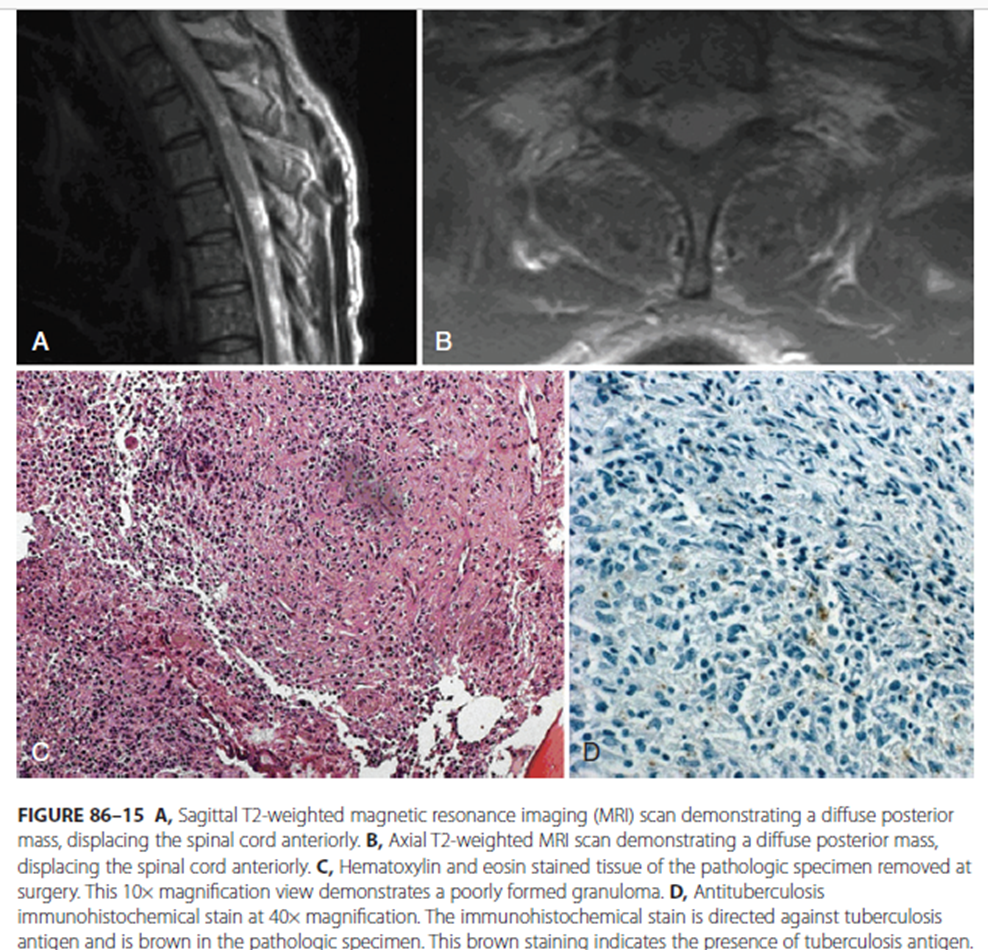 A
B
C
D
FIGURE 86–15 A, Sagittal T2-weighted magnetic resonance imaging (MRI) scan demonstrating a diffuse posterior
mass, displacing the spinal cord anteriorly. B, Axial T2-weighted MRI scan demonstrating a diffuse posterior mass,
displacing the spinal cord anteriorly. C, Hematoxylin and eosin stained tissue of the pathologic specimen removed at
surgery. This 10× magnification view demonstrates a poorly formed granuloma. D, Antituberculosis
immunohistochemical stain at 40× magnification. The immunohistochemical stain is directed against tuberculosis
antigen and is brown in the pathologic specimen. This brown staining indicates the presence of tuberculosis antigen.